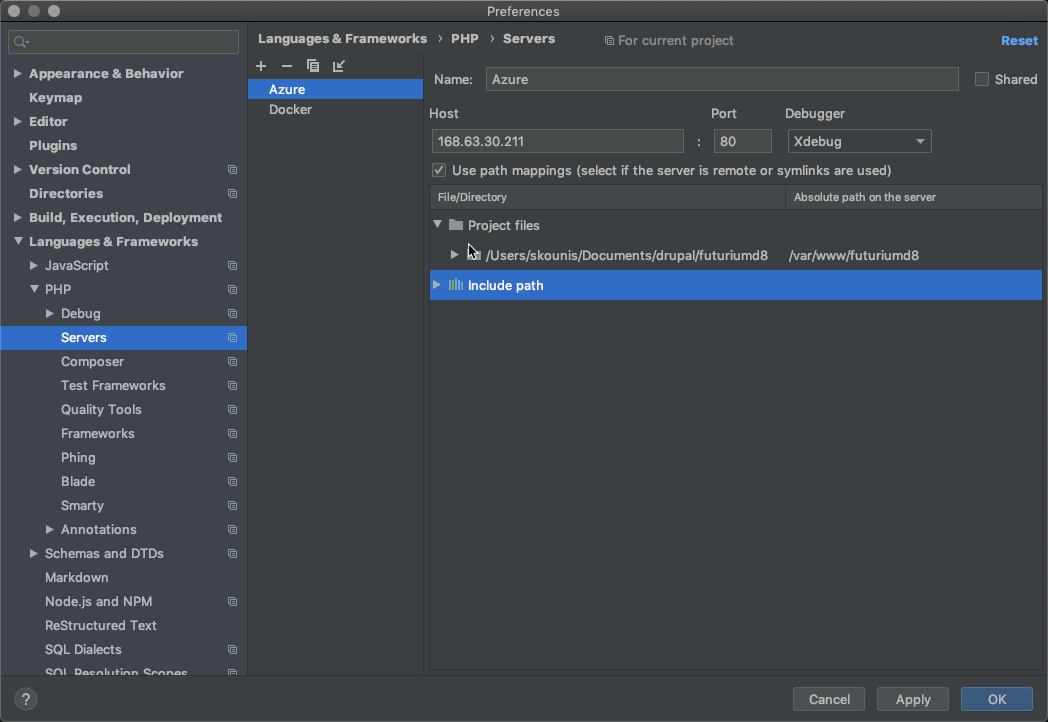 Preferences
Languages & Frameworks › PHP › Servers
For current project
Reset
Appearance & Behavior
Keymap
Editor
Plugins
Version Control
Directories
Build, Execution, Deployment
Languages & Frameworks
JavaScript
PHP
Debug
Servers
Composer
Test Frameworks
Quality Tools
Frameworks
Phing
Blade
Smarty
Annotations
Schemas and DTDs
Markdown
Node.js and NPM
ReStructured Text
SQL Dialects
SQL Resolution Scopes
Azure
Docker
Name: Azure
Shared
Host Port Debugger
168.63.30.211 : 80 Xdebug
Use path mappings (select if the server is remote or symlinks are used)
File/Directory Absolute path on the server
Project files
/Users/skounis/Documents/drupal/futuriumd8 /var/www/futuriumd8
Include path
?
Cancel Apply OK